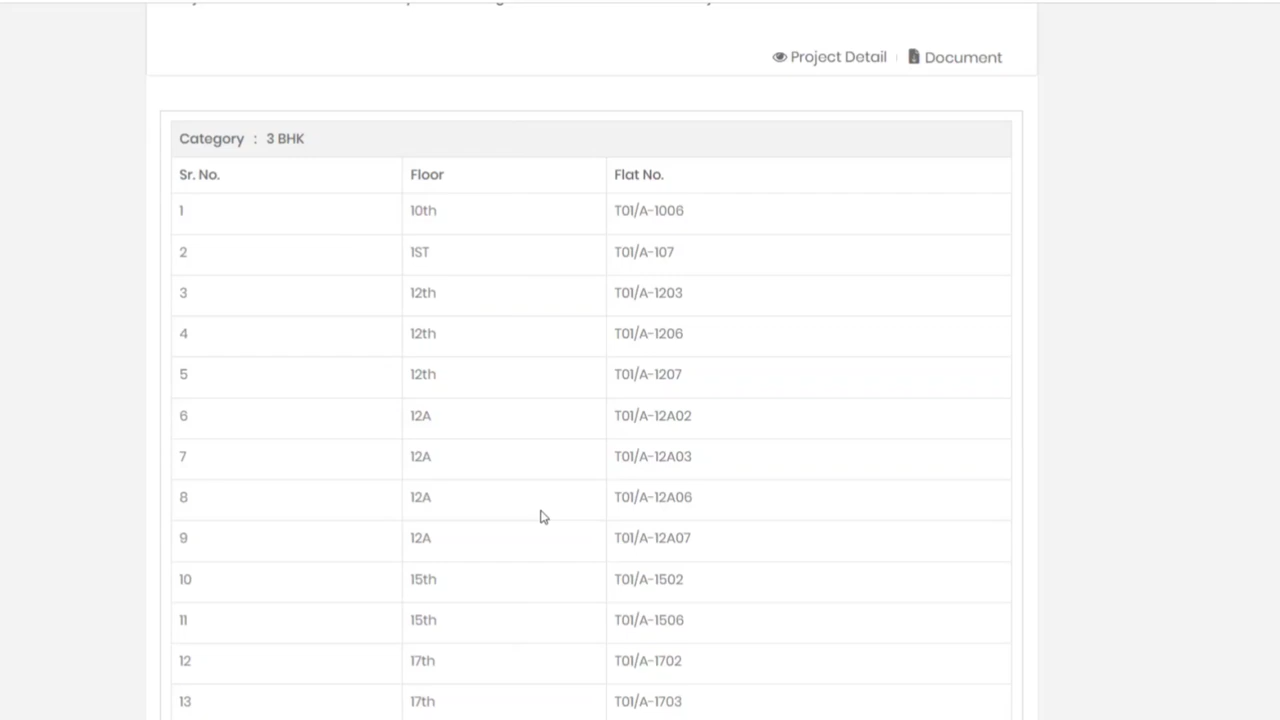 Project Detail | Document
Category : 3 BHK
Sr. No. Floor Flat No.
1 10th T01/A-1006
2 1ST T01/A-107
3 12th T01/A-1203
4 12th T01/A-1206
5 12th T01/A-1207
6 12A T01/A-12A02
7 12A T01/A-12A03
8 12A T01/A-12A06
9 12A T01/A-12A07
10 15th T01/A-1502
11 15th T01/A-1506
12 17th T01/A-1702
13 17th T01/A-1703